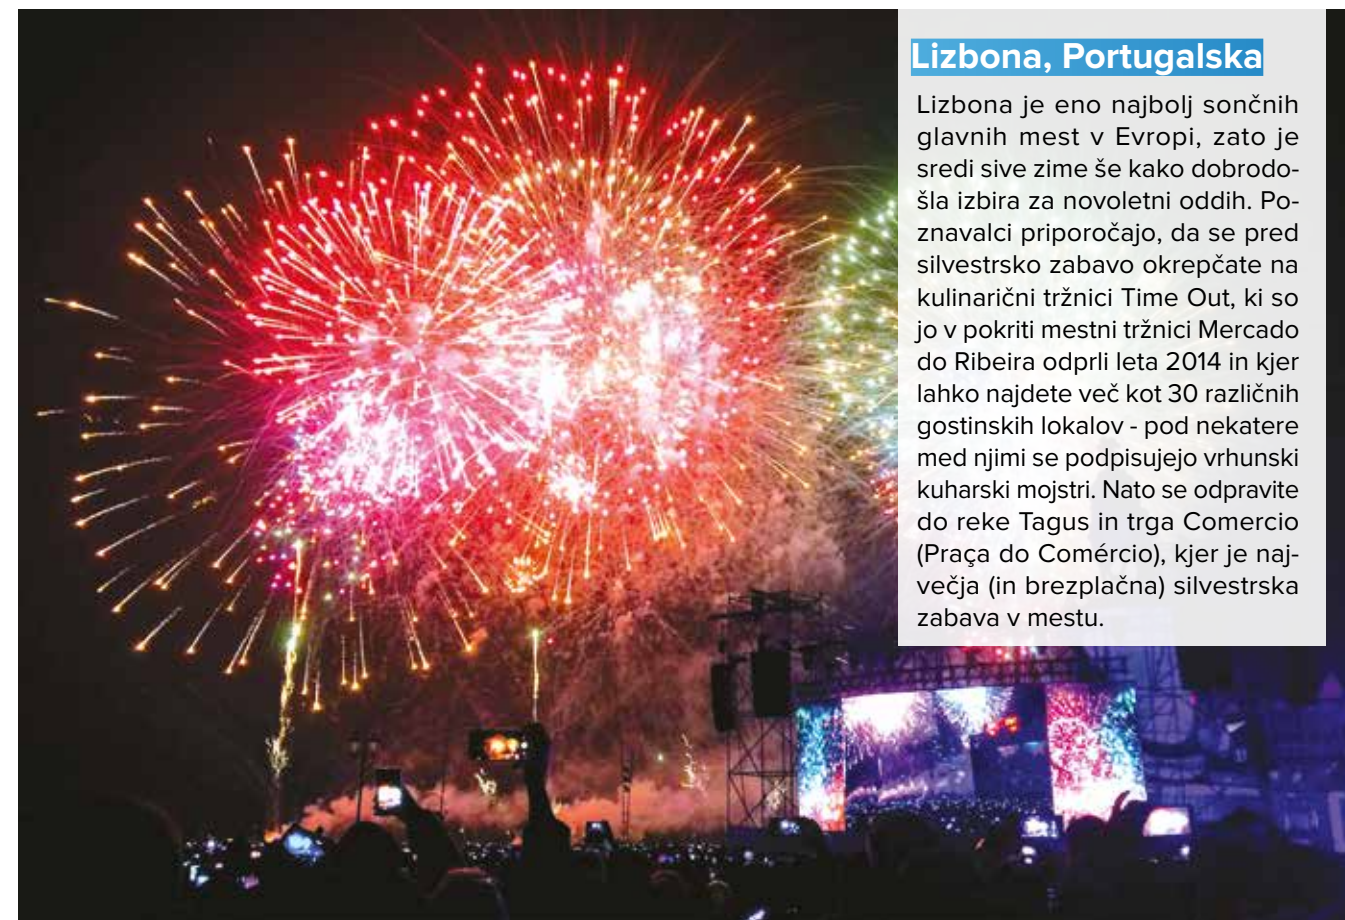 Lizbona, Portugalska
Lizbona je eno najbolj sončnih
glavnih mest v Evropi, zato je
sredi sive zime še kako dobrodo-
šla izbira za novoletni oddih. Po-
znavalci priporočajo, da se pred
silvestrsko zabavo okrepčate na
kulinarični tržnici Time Out, ki so
jo v pokriti mestni tržnici Mercado
do Ribeira odprli leta 2014 in kjer
lahko najdete več kot 30 različnih
gostinskih lokalov - pod nekatere
med njimi se podpisujejo vrhunski
kuharski mojstri. Nato se odpravite
do reke Tagus in trga Comercio
(Praça do Comércio), kjer je naj-
večja (in brezplačna) silvestrska
zabava v mestu.